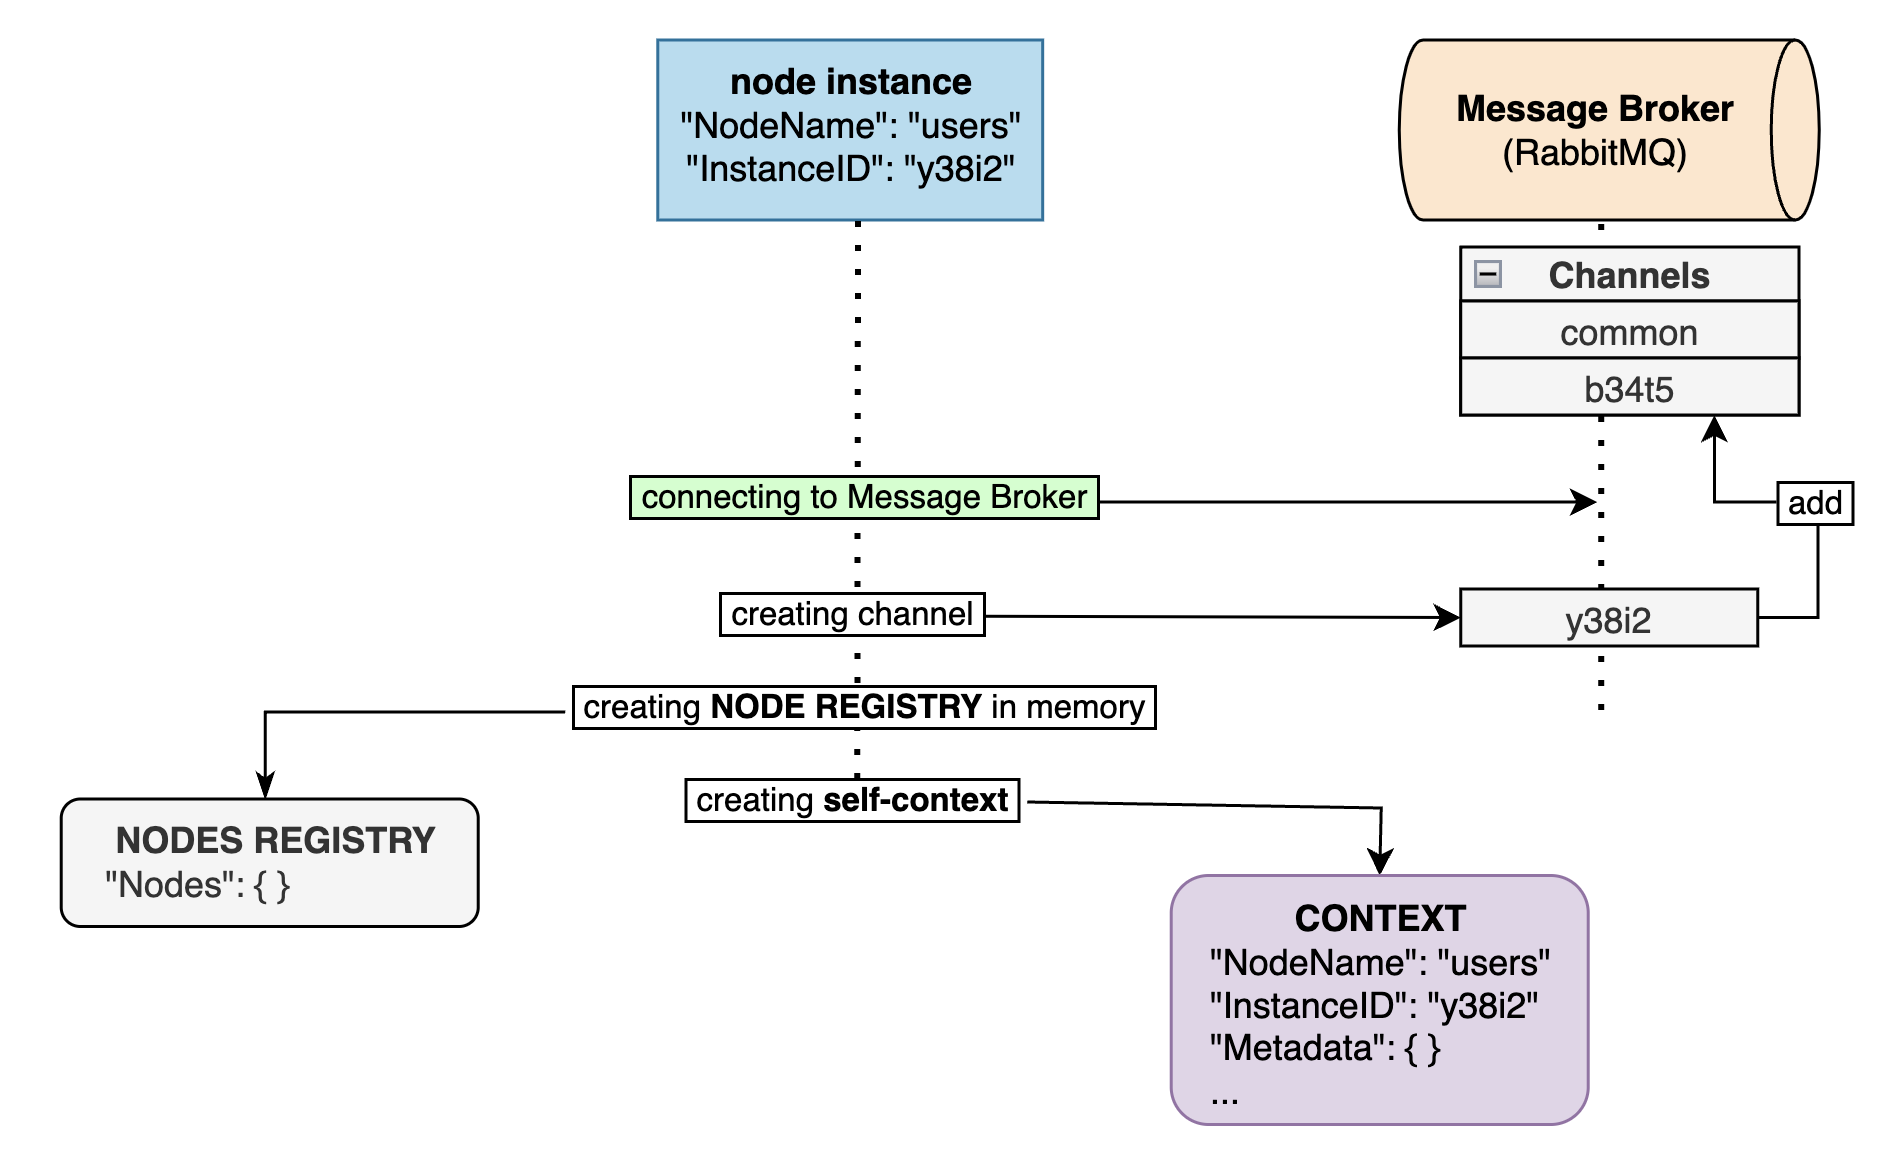 node instance
"NodeName": "users"
"InstanceID": "y38i2"
Message Broker
(RabbitMQ)
Channels
common
b34t5
connecting to Message Broker
add
creating channel
y38i2
creating NODE REGISTRY in memory
creating self-context
NODES REGISTRY
"Nodes": { }
CONTEXT
"NodeName": "users"
"InstanceID": "y38i2"
"Metadata": { }
...